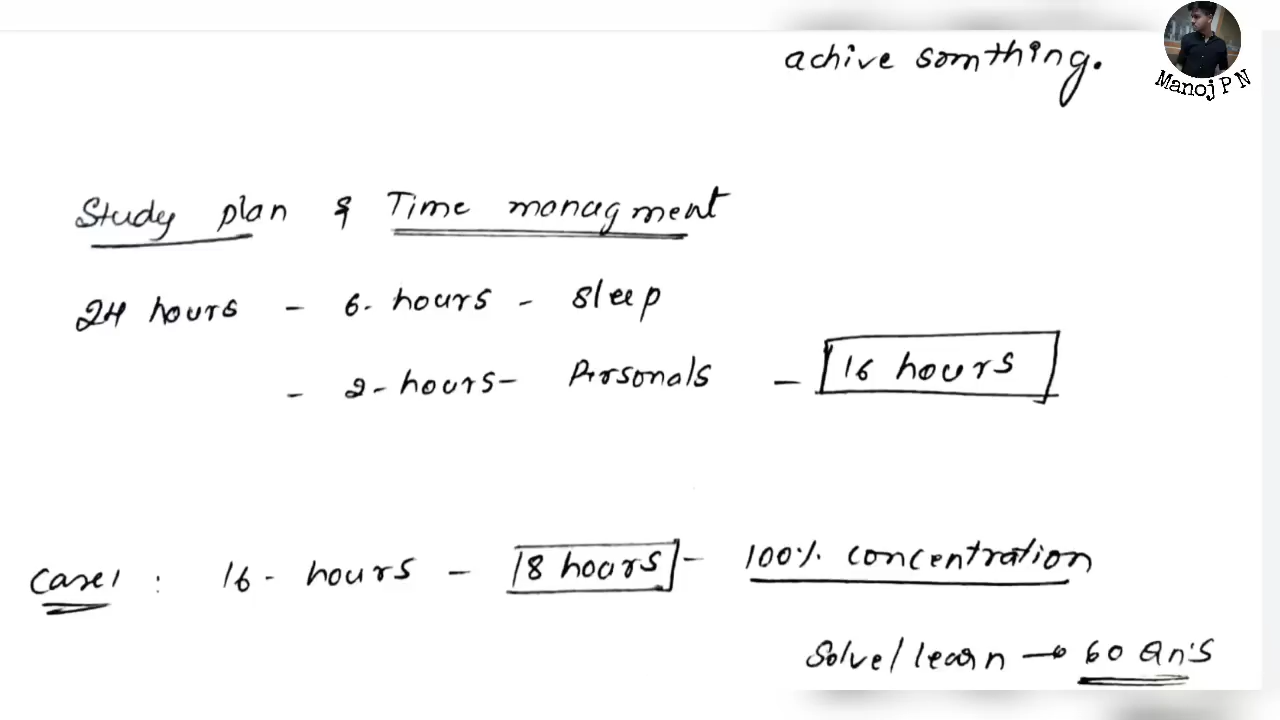 achive somthing.
Manoj P N
Study plan & Time managment
24 hours - 6- hours - sleep
- 2- hours- Personals - 16 hours
Case1 : 16 - hours - 18 hours - 100% concentration
Solve/learn → 60 Qn's